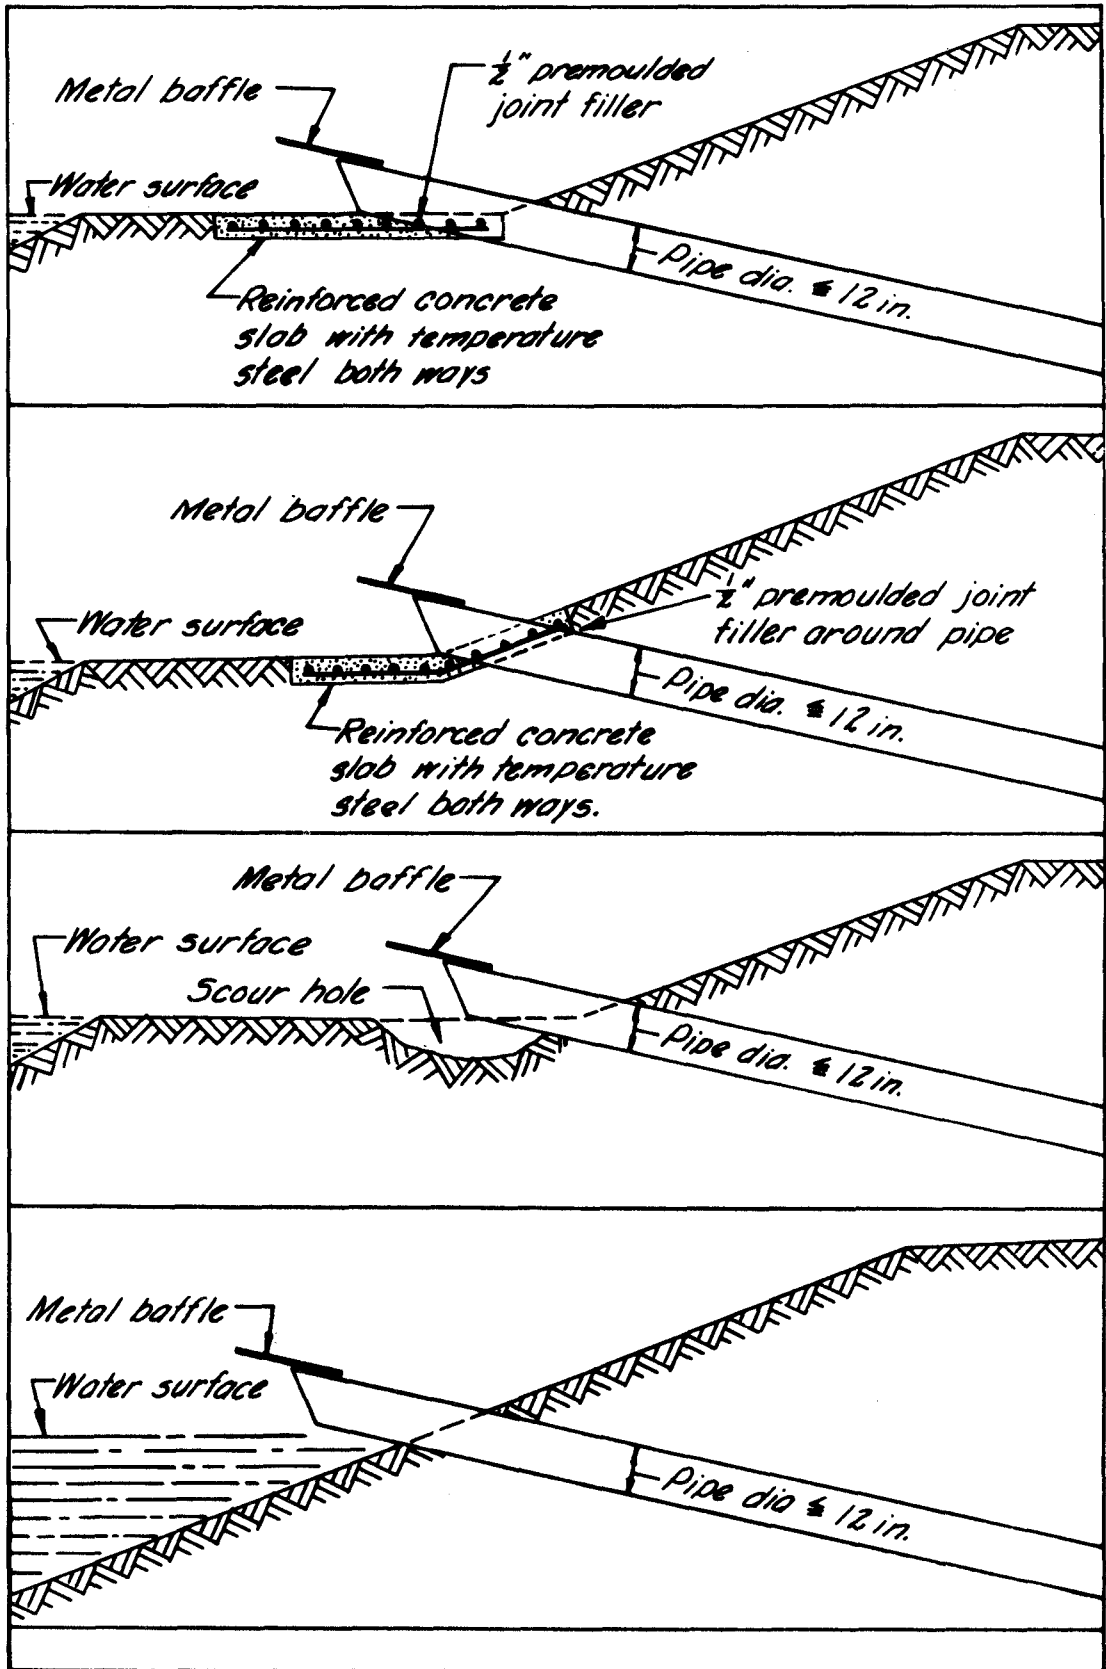 Metal baffle
½" premoulded
joint filler
Water surface
Pipe dia. ≦ 12 in.
Reinforced concrete
slab with temperature
steel both ways
Metal baffle
½" premoulded joint
filler around pipe
Water surface
Pipe dia. ≦ 12 in.
Reinforced concrete
slab with temperature
steel both ways.
Metal baffle
Water surface
Scour hole
Pipe dia. ≦ 12 in.
Metal baffle
Water surface
Pipe dia ≦ 12 in.